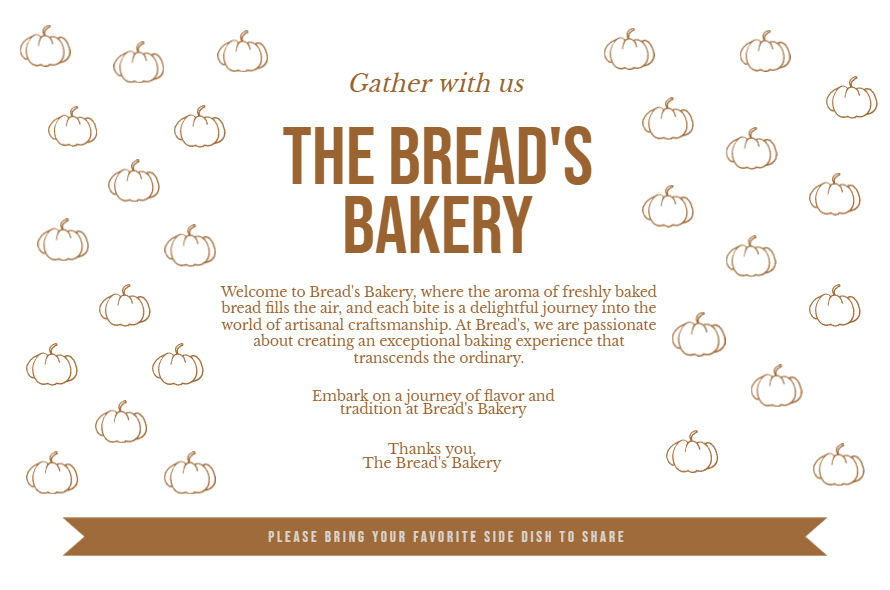 Gather with us
THE BREAD'S
BAKERY
Welcome to Bread's Bakery, where the aroma of freshly baked
bread fills the air, and each bite is a delightful journey into the
world of artisanal craftsmanship. At Bread's, we are passionate
about creating an exceptional baking experience that
transcends the ordinary.
Embark on a journey of flavor and
tradition at Bread's Bakery
Thanks you,
The Bread's Bakery
PLEASE BRING YOUR FAVORITE SIDE DISH TO SHARE